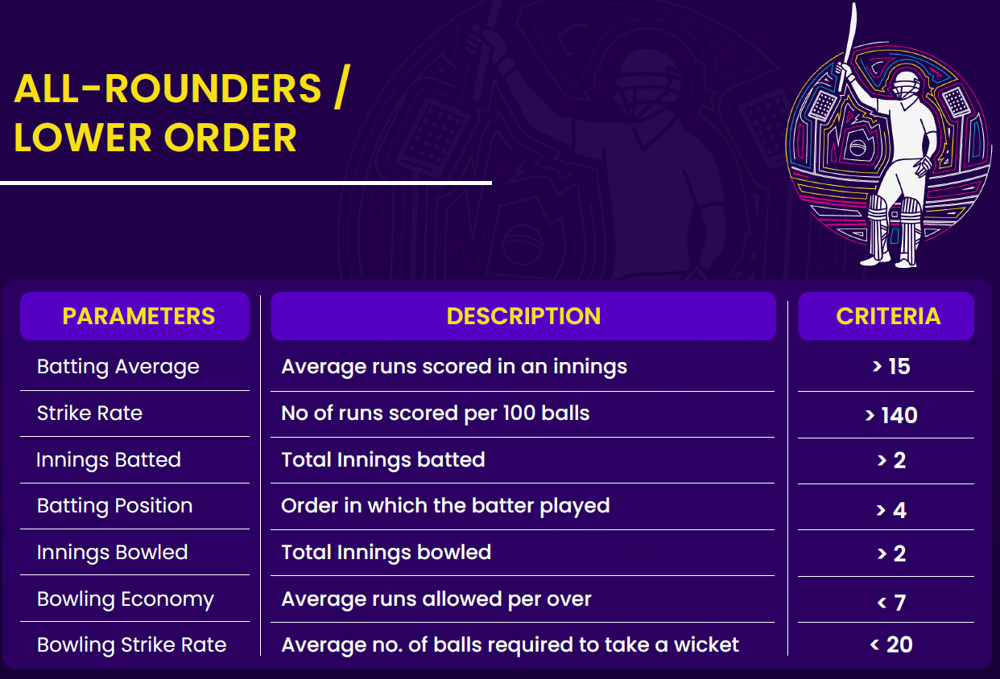 ALL-ROUNDERS /
LOWER ORDER
PARAMETERS DESCRIPTION CRITERIA
Batting Average Average runs scored in an innings > 15
Strike Rate No of runs scored per 100 balls > 140
Innings Batted Total Innings batted > 2
Batting Position Order in which the batter played > 4
Innings Bowled Total Innings bowled > 2
Bowling Economy Average runs allowed per over < 7
Bowling Strike Rate Average no. of balls required to take a wicket < 20